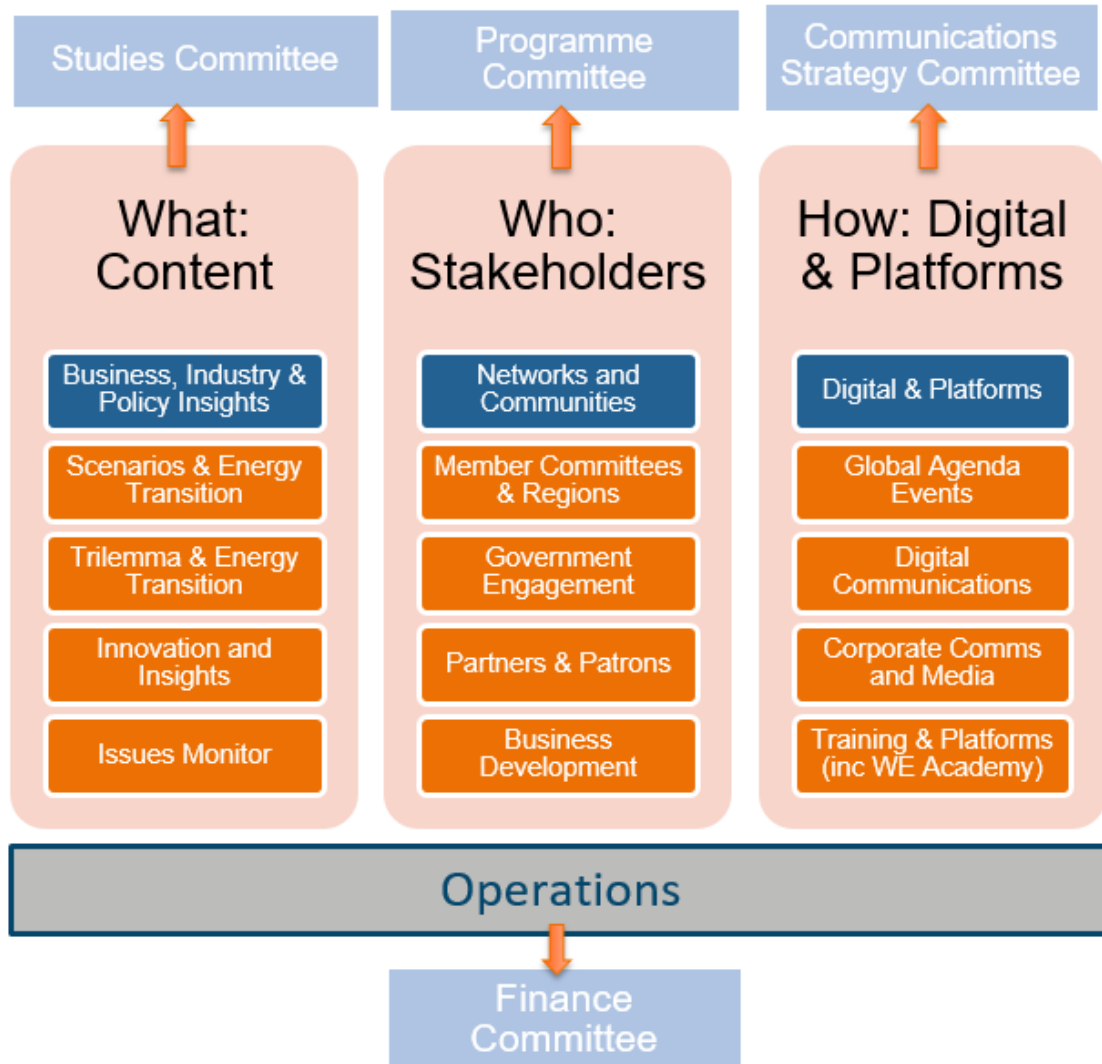 Studies Committee
Programme
Committee
Communications
Strategy Committee
What:
Content
Business, Industry &
Policy Insights
Scenarios & Energy
Transition
Trilemma & Energy
Transition
Innovation and
Insights
Issues Monitor
Who:
Stakeholders
Networks and
Communities
Member Committees
& Regions
Government
Engagement
Partners & Patrons
Business
Development
How: Digital
& Platforms
Digital & Platforms
Global Agenda
Events
Digital
Communications
Corporate Comms
and Media
Training & Platforms
(inc WE Academy)
Operations
Finance
Committee